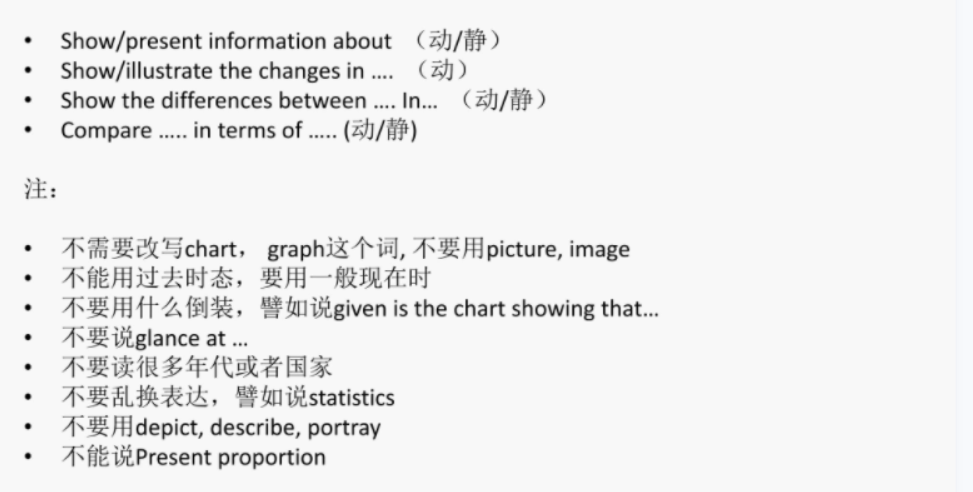 • Show/present information about （动/静）
• Show/illustrate the changes in .... （动）
• Show the differences between .... In... （动/静）
• Compare ..... in terms of ..... (动/静)
注：
• 不需要改写chart， graph这个词, 不要用picture, image
• 不能用过去时态，要用一般现在时
• 不要用什么倒装，譬如说given is the chart showing that...
• 不要说glance at ...
• 不要读很多年代或者国家
• 不要乱换表达，譬如说statistics
• 不要用depict, describe, portray
• 不能说Present proportion